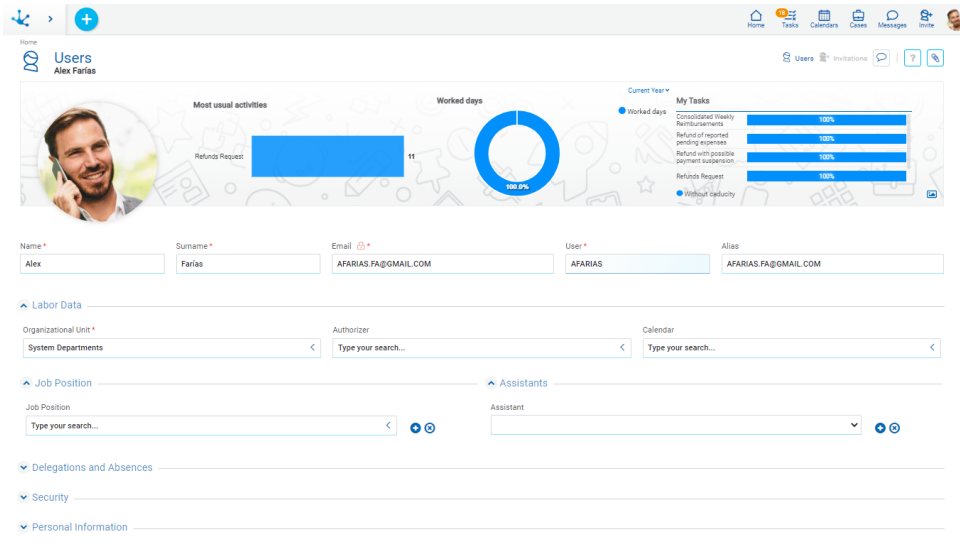 18
Home
Tasks
Calendars
Cases
Messages
Invite
Home
Users
Alex Farías
Users
Invitations
?
Most usual activities
Refunds Request
11
Worked days
100.0%
Current Year
Worked days
My Tasks
Consolidated Weekly
Reimbursements
100%
Refund of reported
pending expenses
100%
Refund with possible
payment suspension
100%
Refunds Request
100%
Without caducity
Name *
Surname *
Email *
User *
Alias
Alex
Farías
AFARIAS.FA@GMAIL.COM
AFARIAS
AFARIAS.FA@GMAIL.COM
Labor Data
Organizational Unit *
Authorizer
Calendar
System Departments
Type your search...
Type your search...
Job Position
Assistants
Job Position
Assistant
Type your search...
Delegations and Absences
Security
Personal Information